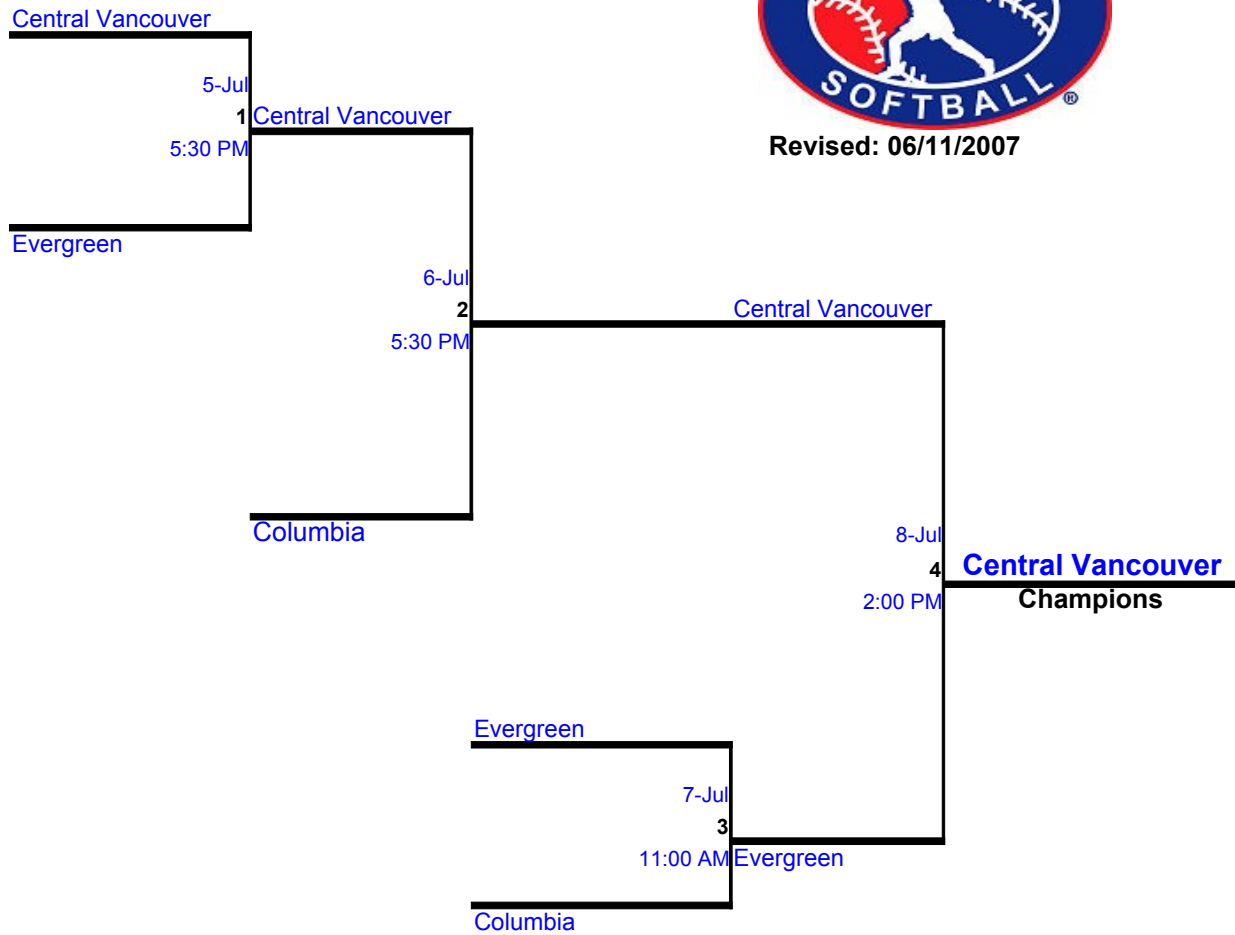 Central Vancouver
SOFTBALL®
5-Jul
1 Central Vancouver
5:30 PM
Revised: 06/11/2007
Evergreen
6-Jul
2 Central Vancouver
5:30 PM
Columbia
8-Jul
4 Central Vancouver
2:00 PM Champions
Evergreen
7-Jul
3
11:00 AM Evergreen
Columbia